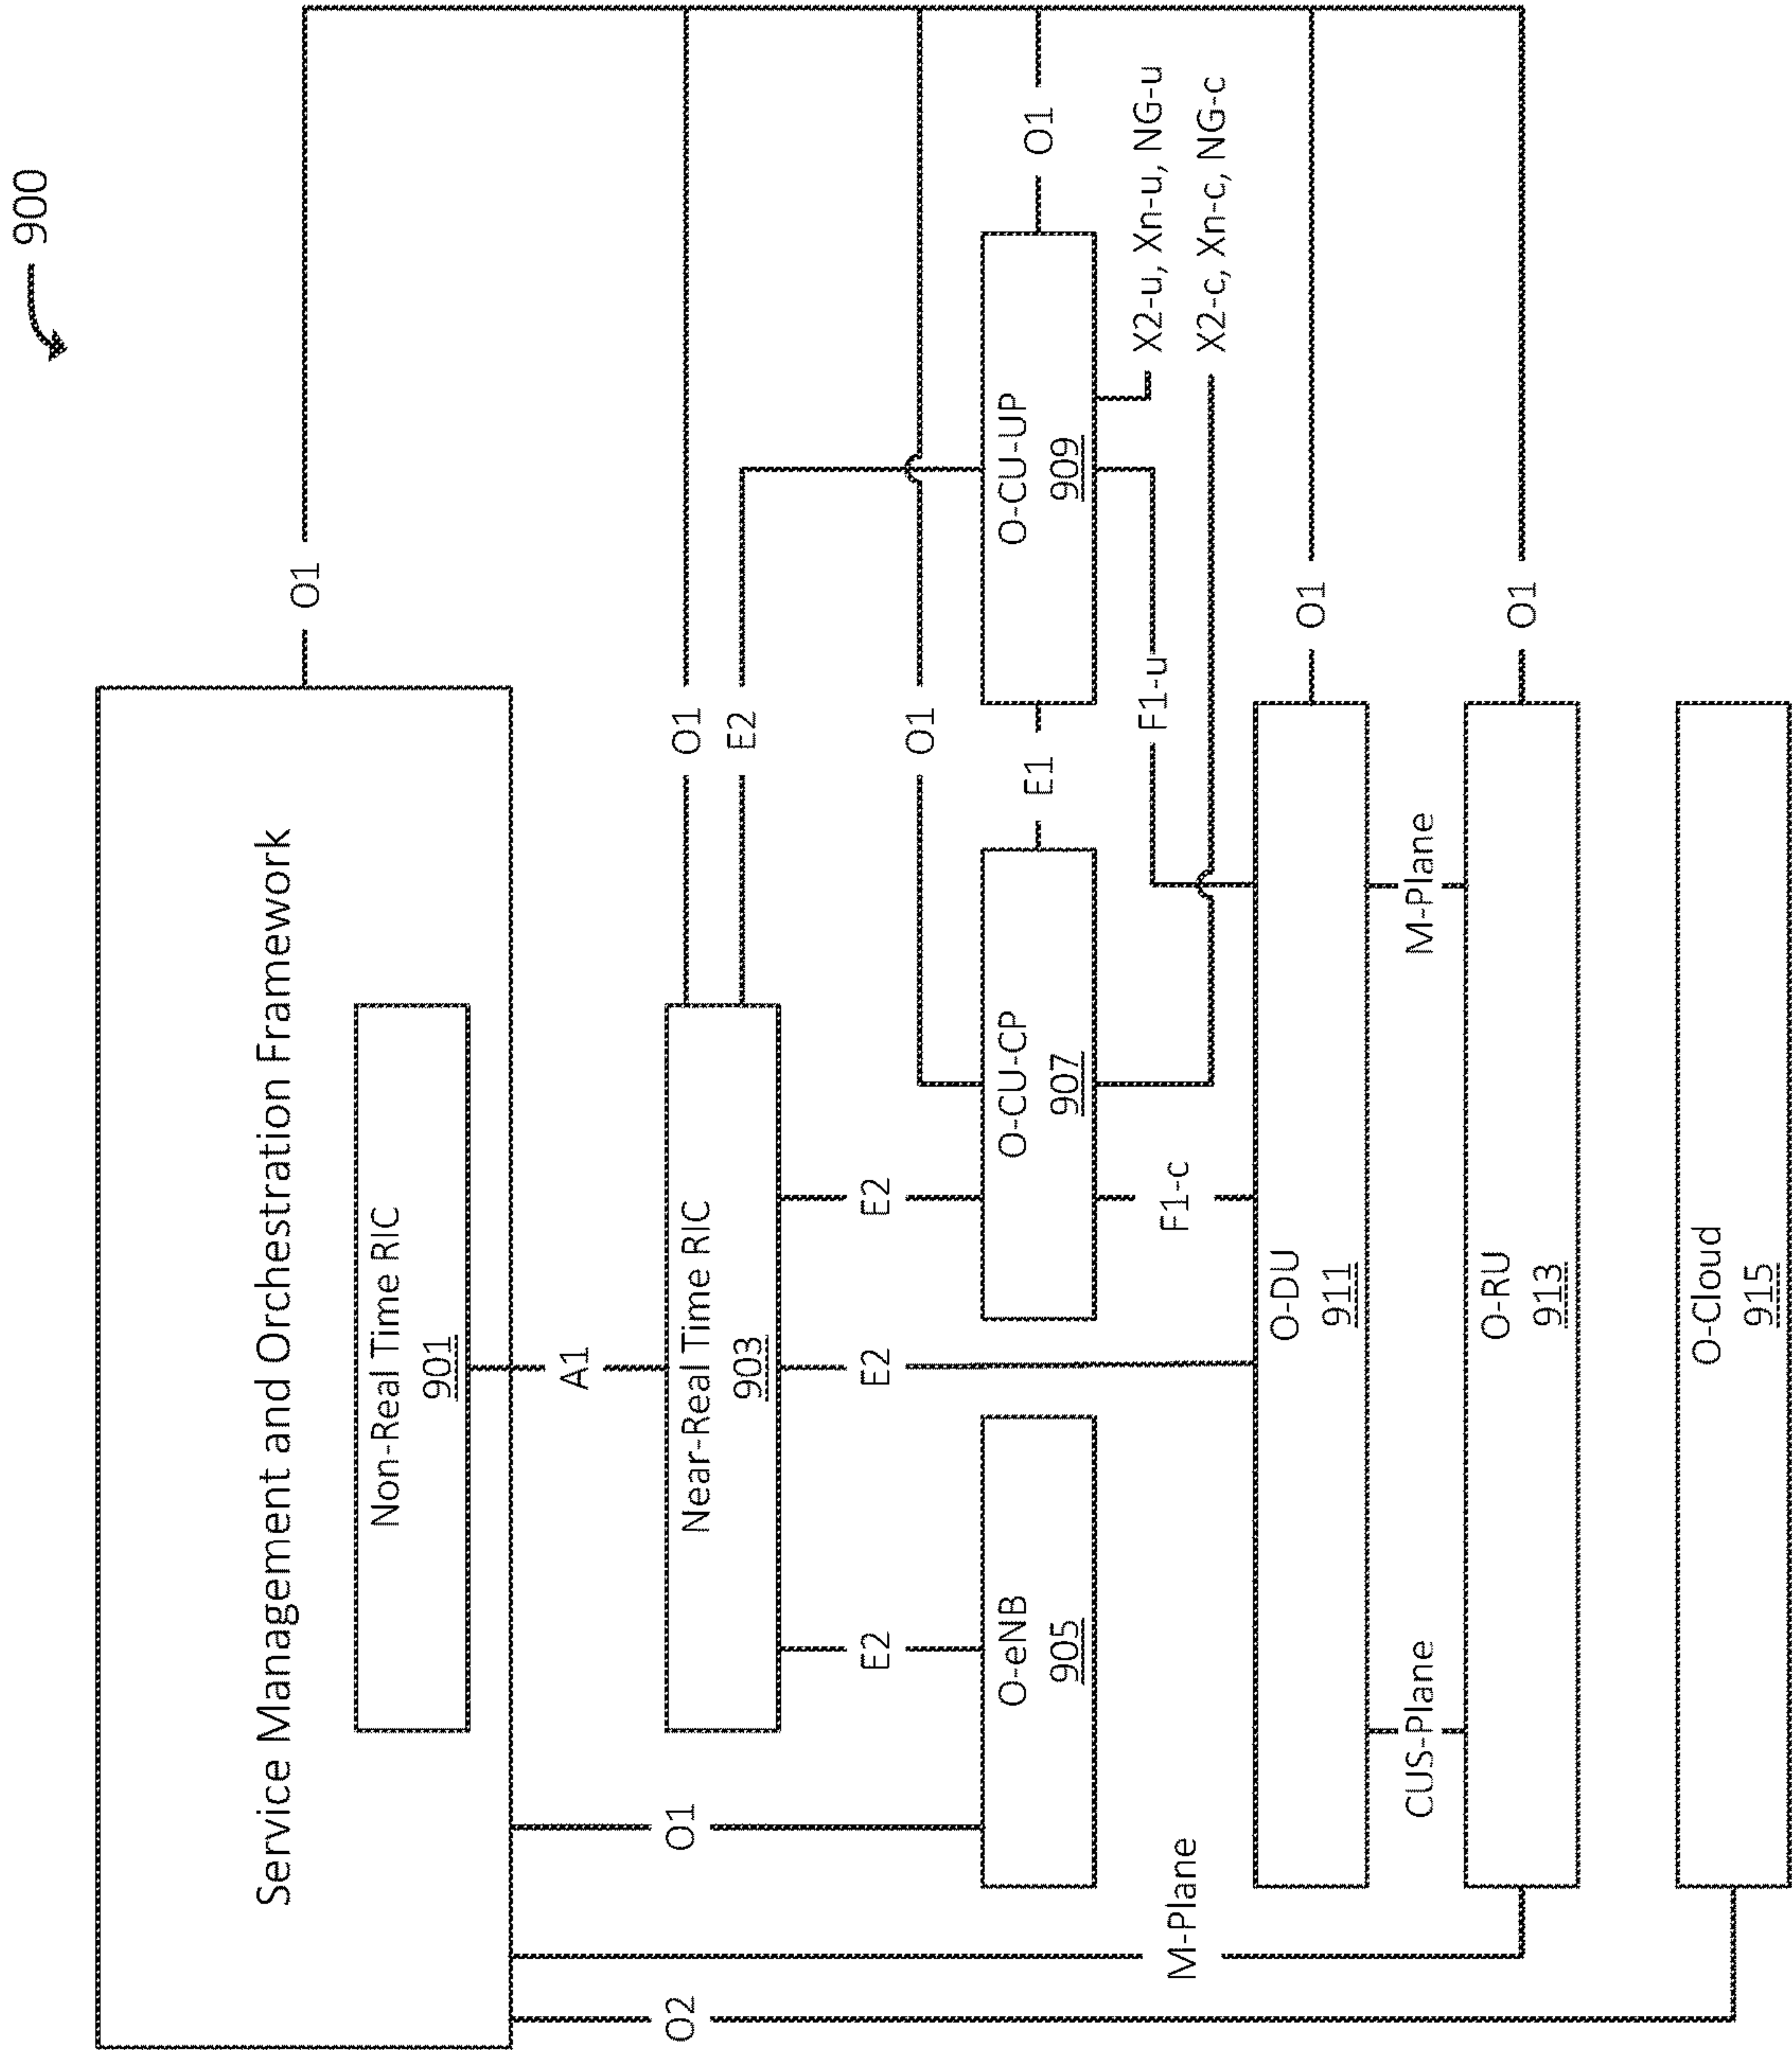 900
Service Management and Orchestration Framework
Non-Real Time RIC
901
O1
A1
Near-Real Time RIC
903
O2
O1
O1
E2
E2
E2
E2
O1
O-eNB
905
O-CU-CP
907
E1
O-CU-UP
909
O1
M-Plane
F1-c
F1-u
X2-u, Xn-u, NG-u
X2-c, Xn-c, NG-c
O-DU
911
O1
CUS-Plane
M-Plane
O-RU
913
O1
O-Cloud
915